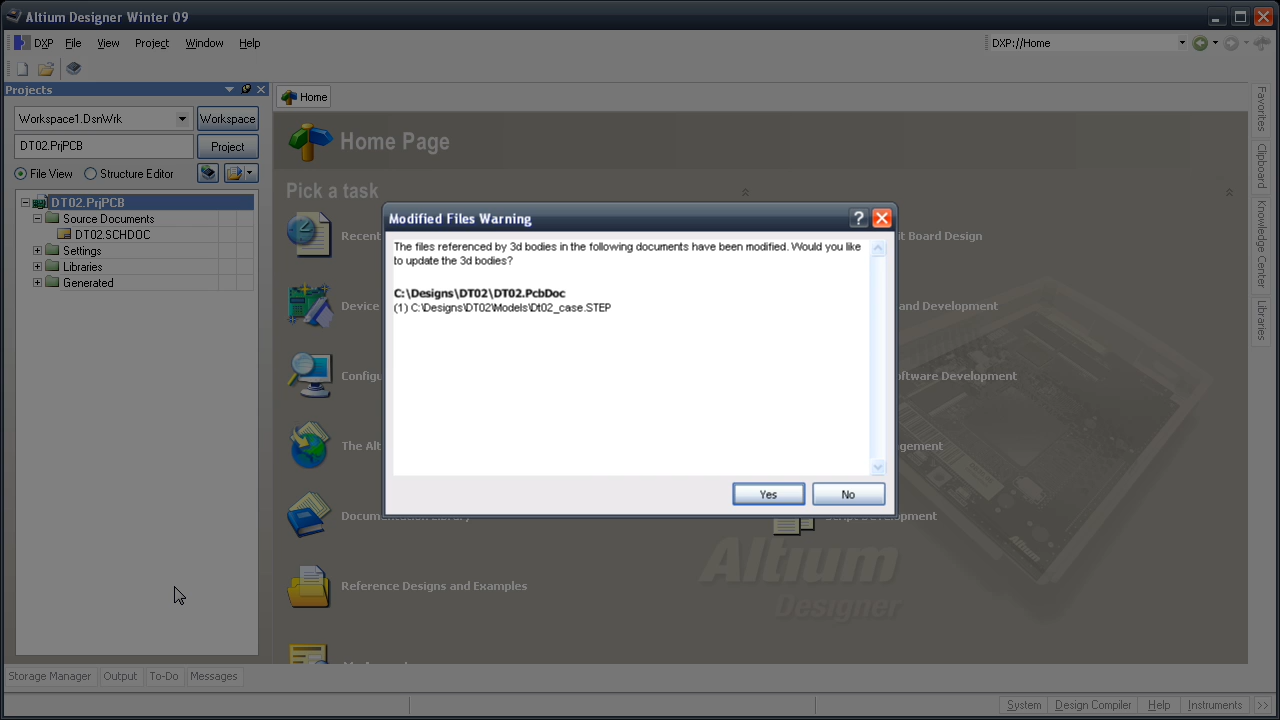 Altium Designer Winter 09
DXP File View Project Window Help
DXP://Home
Projects
Home
Workspace1.DsnWrk Workspace
DT02.PrjPCB Project
File View Structure Editor
DT02.PrjPCB
Source Documents
DT02.SCHDOC
Settings
Libraries
Generated
Home Page
Pick a task
Recent
Device
The Alt
Reference Designs and Examples
Board Design
and Development
Development
Script Development
Modified Files Warning
The files referenced by 3d bodies in the following documents have been modified. Would you like
to update the 3d bodies?
C:\Designs\DT02\DT02.PcbDoc
(1) C:\Designs\DT02\Models\Dt02_case.STEP
Yes No
Altium
Designer
Favorites
Clipboard
Knowledge Center
Libraries
Storage Manager Output To-Do Messages
System Design Compiler Help Instruments >>